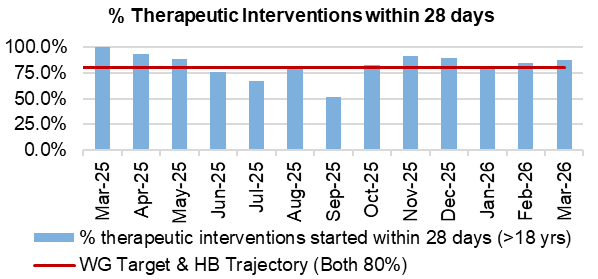 % Therapeutic Interventions within 28 days
100.0%
75.0%
50.0%
25.0%
0.0%
Mar-25
Apr-25
May-25
Jun-25
Jul-25
Aug-25
Sep-25
Oct-25
Nov-25
Dec-25
Jan-26
Feb-26
Mar-26
% therapeutic interventions started within 28 days (>18 yrs)
WG Target & HB Trajectory (Both 80%)